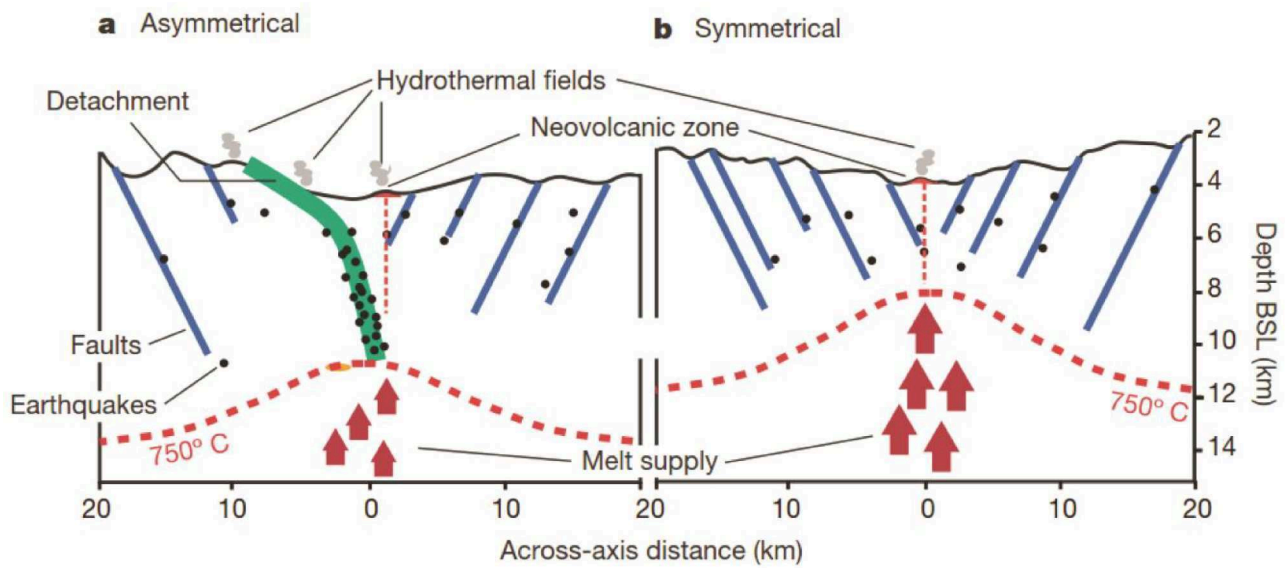 a Asymmetrical
b Symmetrical
Hydrothermal fields
Detachment
Neovolcanic zone
2
4
6
8
10
12
14
Depth BSL (km)
Faults
Earthquakes
750° C
750° C
Melt supply
20
10
0
10
20
10
0
10
20
Across-axis distance (km)